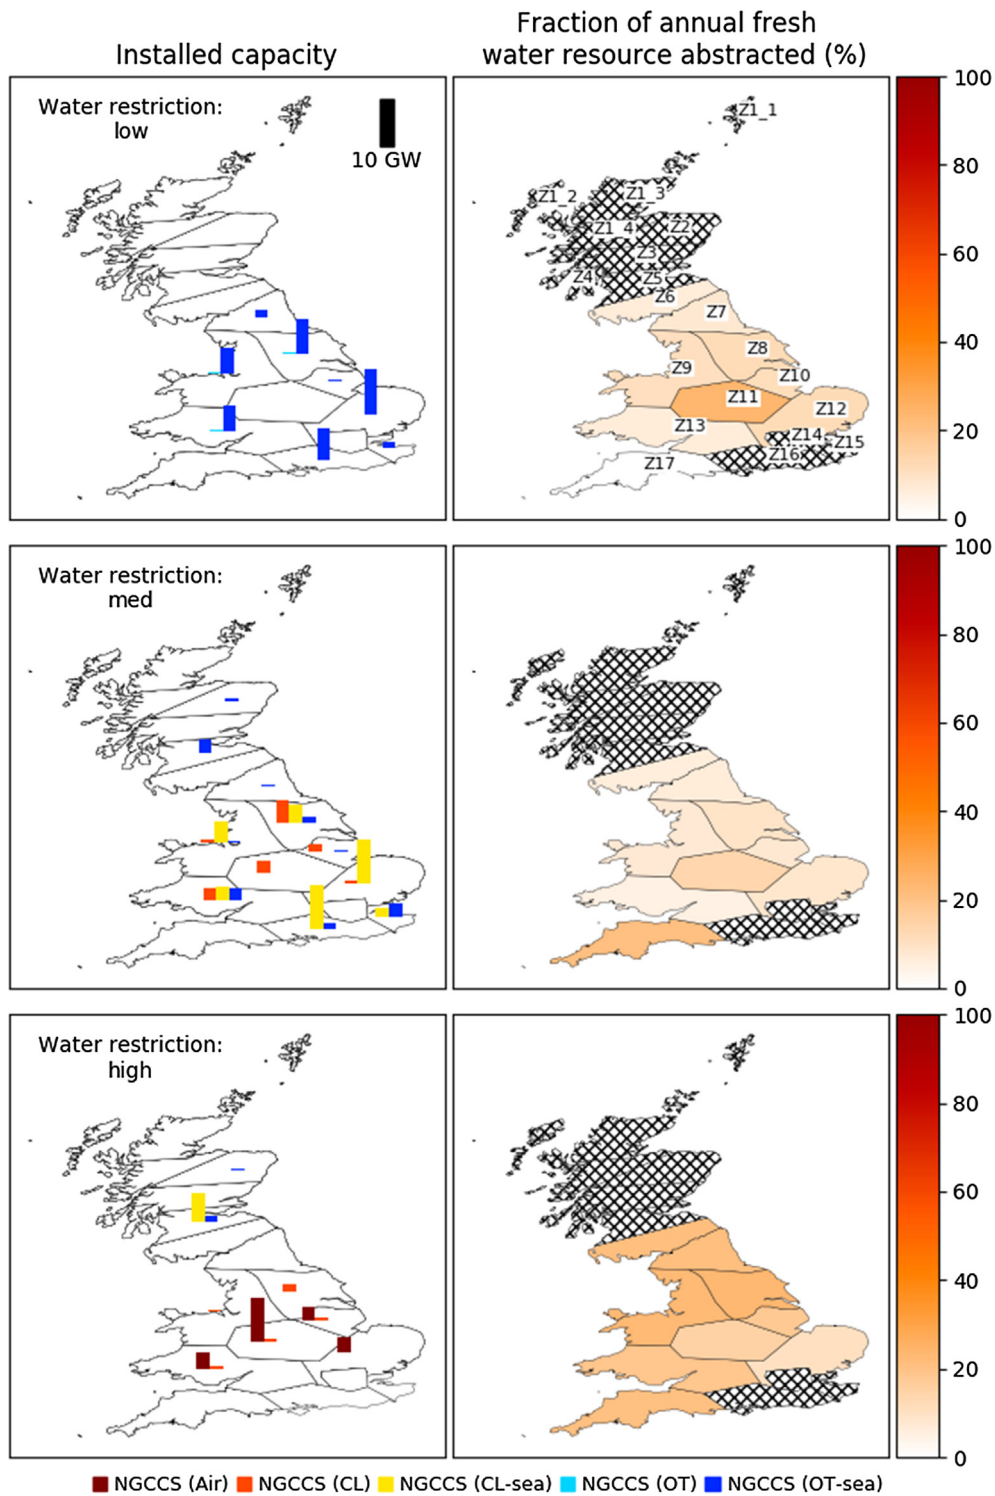 Installed capacity
Fraction of annual fresh
water resource abstracted (%)
Water restriction:
low
10 GW
Z1_1
Z1_2
Z1_3
Z1_4
Z2
Z3
Z4
Z5
Z6
Z7
Z8
Z9
Z10
Z11
Z12
Z13
Z14
Z15
Z16
Z17
100
80
60
40
20
0
Water restriction:
med
100
80
60
40
20
0
Water restriction:
high
100
80
60
40
20
0
NGCCS (Air) NGCCS (CL) NGCCS (CL-sea) NGCCS (OT) NGCCS (OT-sea)